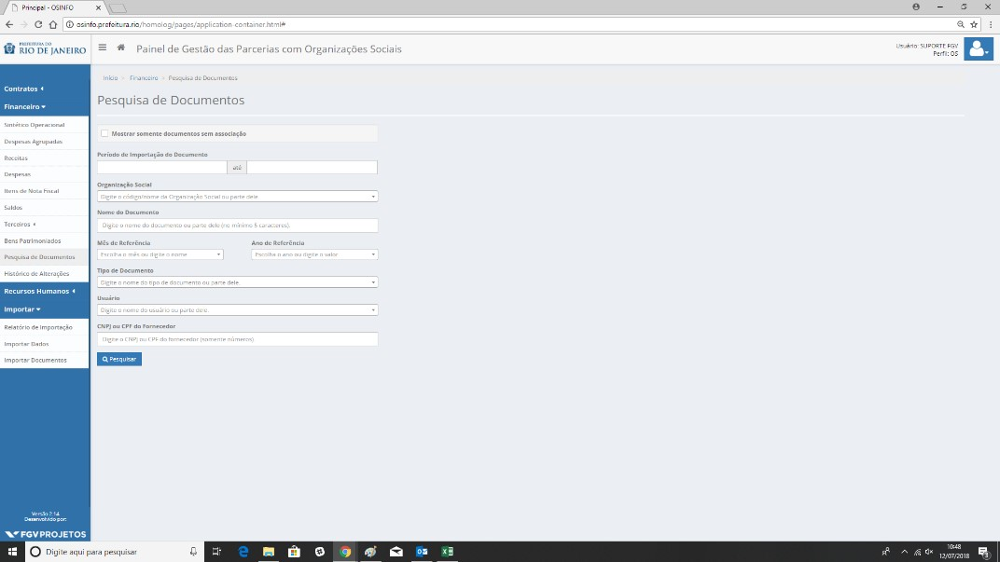 Principal - OSINFO
osinfo.prefeitura.rio/homolog/pages/application-container.html#
PREFEITURA DO
RIO DE JANEIRO
Painel de Gestão das Parcerias com Organizações Sociais
Usuário: SUPORTE FGV
Perfil: OS
Contratos
Financeiro
Sintético Operacional
Despesas Agrupadas
Receitas
Despesas
Itens de Nota Fiscal
Saldos
Terceiros
Bens Patrimoniados
Pesquisa de Documentos
Histórico de Alterações
Recursos Humanos
Importar
Relatório de Importação
Importar Dados
Importar Documentos
Versão 2.14
Desenvolvido por:
FGV PROJETOS
Início > Financeiro > Pesquisa de Documentos
Pesquisa de Documentos
Mostrar somente documentos sem associação
Período de Importação do Documento
até
Organização Social
Digite o código/nome da Organização Social ou parte dele
Nome do Documento
Digite o nome do documento ou parte dele (no mínimo 5 caracteres).
Mês de Referência Ano de Referência
Escolha o mês ou digite o nome Escolha o ano ou digite o valor
Tipo de Documento
Digite o nome do tipo de documento ou parte dele.
Usuário
Digite o nome do usuário ou parte dele.
CNPJ ou CPF do Fornecedor
Digite o CNPJ ou CPF do fornecedor (somente números)
Pesquisar
Digite aqui para pesquisar
10:48
12/07/2018
3